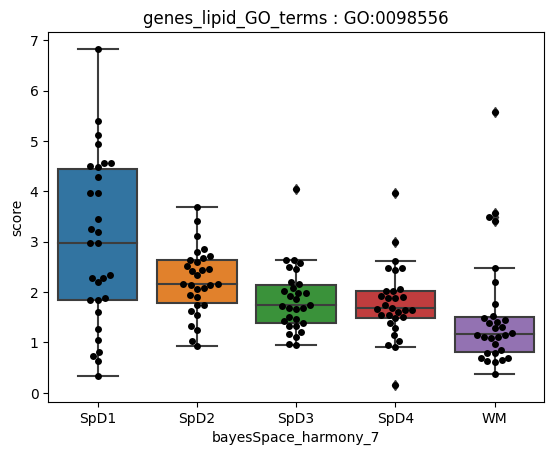 genes_lipid_GO_terms : GO:0098556
7
6
5
4
3
2
1
0
score
SpD1 SpD2 SpD3 SpD4 WM
bayesSpace_harmony_7